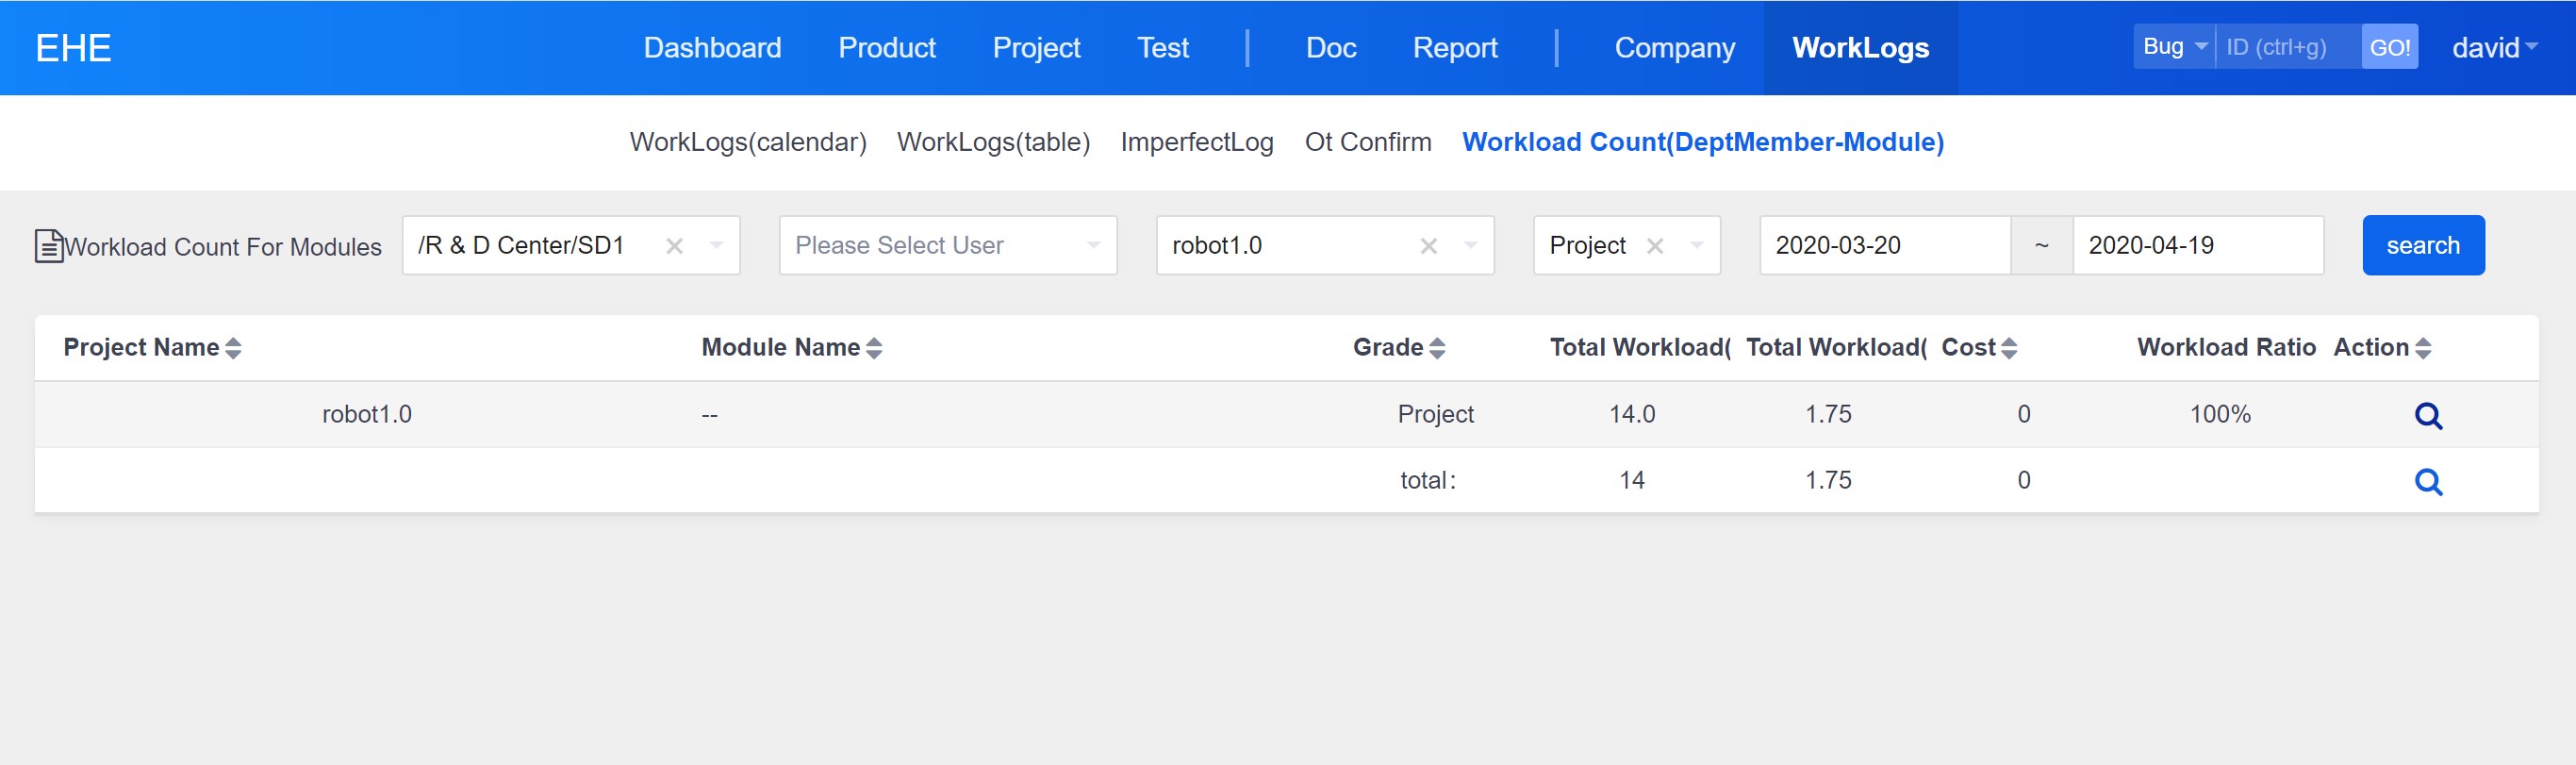 EHE Dashboard Product Project Test | Doc Report | Company WorkLogs Bug ID (ctrl+g) GO! david
WorkLogs(calendar) WorkLogs(table) ImperfectLog Ot Confirm Workload Count(DeptMember-Module)
Workload Count For Modules /R & D Center/SD1 Please Select User robot1.0 Project 2020-03-20 ~ 2020-04-19 search
Project Name Module Name Grade Total Workload( Total Workload( Cost Workload Ratio Action
robot1.0 -- Project 14.0 1.75 0 100%
total: 14 1.75 0